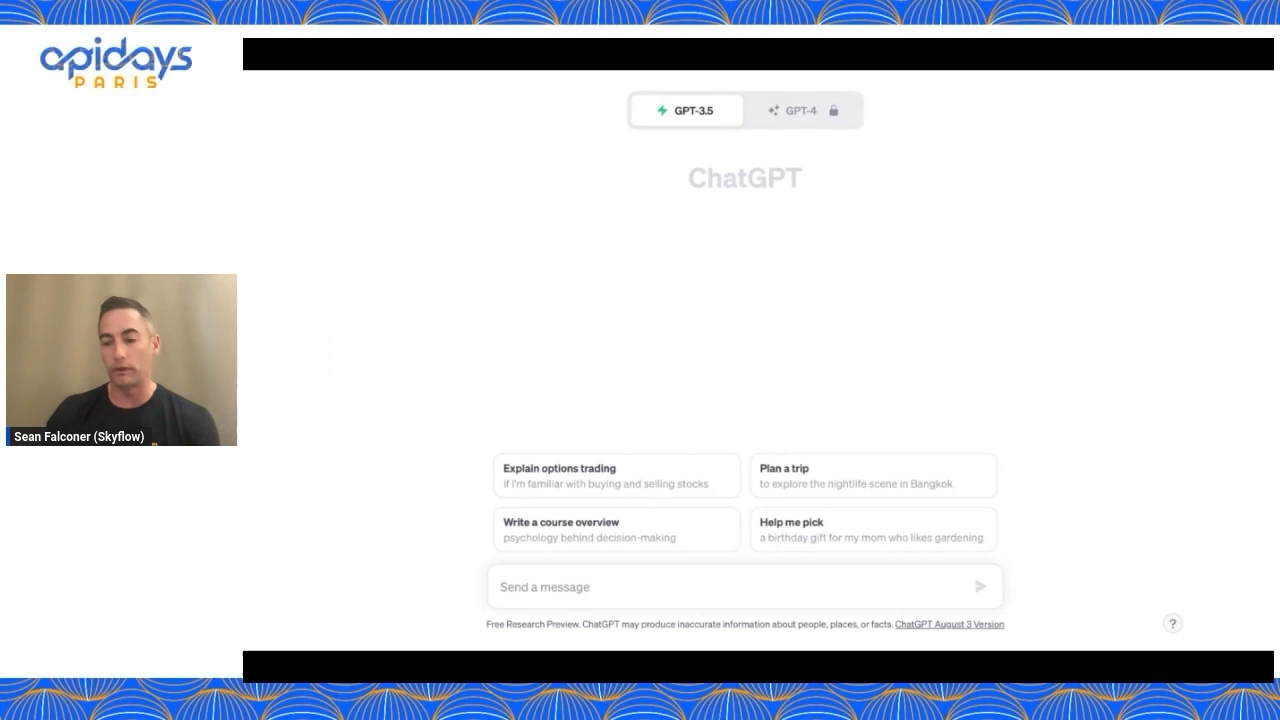 apidays
PARIS
GPT-3.5
GPT-4
ChatGPT
Explain options trading
if I'm familiar with buying and selling stocks
Plan a trip
to explore the nightlife scene in Bangkok
Write a course overview
psychology behind decision-making
Help me pick
a birthday gift for my mom who likes gardening
Send a message
Free Research Preview. ChatGPT may produce inaccurate information about people, places, or facts. ChatGPT August 3 Version
?
Sean Falconer (Skyflow)